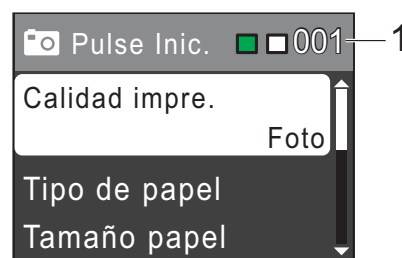 Pulse Inic. 001 1
Calidad impre.
Foto
Tipo de papel
Tamaño papel